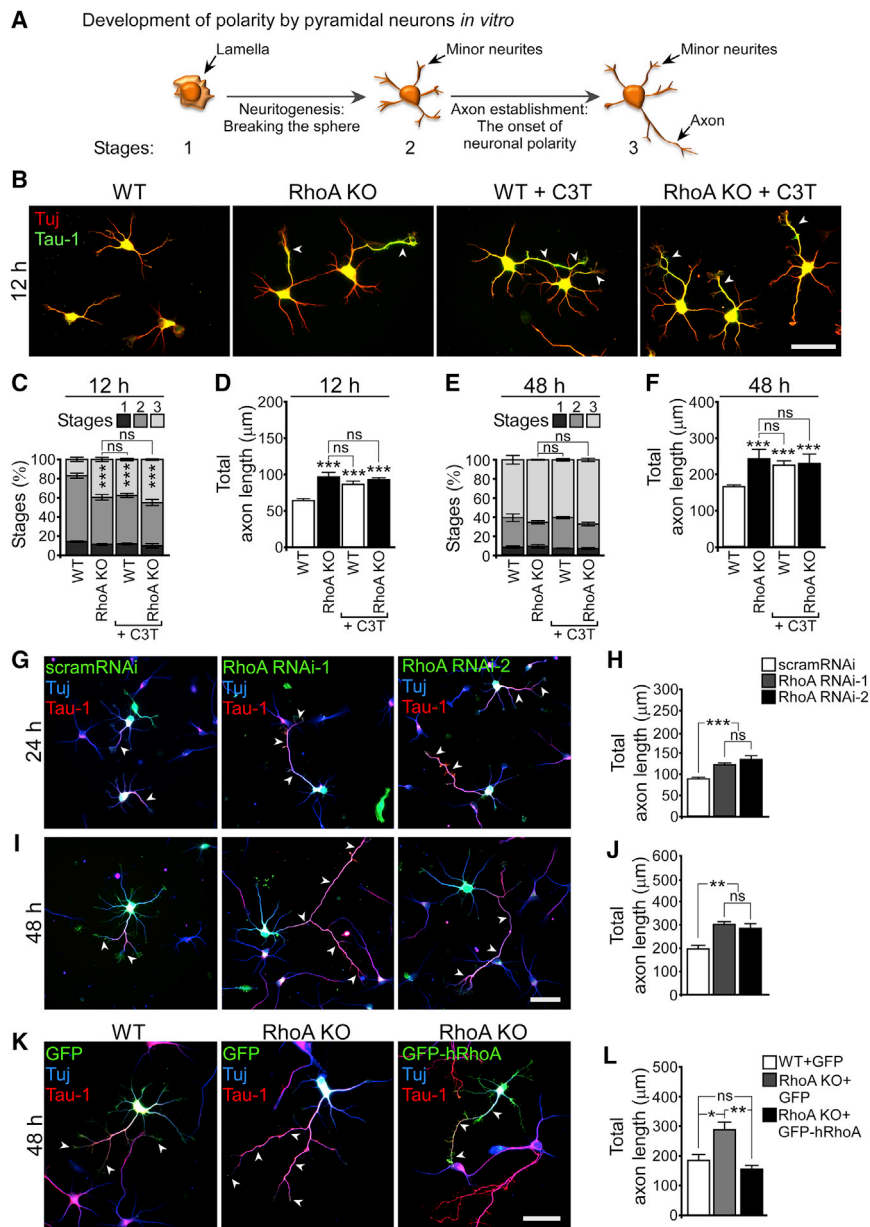 A Development of polarity by pyramidal neurons in vitro
Lamella
Minor neurites
Minor neurites
Neuritogenesis:
Breaking the sphere
Axon establishment:
The onset of
neuronal polarity
Axon
Stages: 1 2 3
B WT RhoA KO WT + C3T RhoA KO + C3T
Tuj
Tau-1
12 h
C 12 h
Stages 1 2 3
ns
ns
*** *** ***
Stages (%)
100
80
60
40
20
0
WT RhoA KO WT RhoA KO
+ C3T
D 12 h
Total
axon length (μm)
200
100
50
0
ns
ns
*** *** ***
WT RhoA KO WT RhoA KO
+ C3T
E 48 h
Stages 1 2 3
ns
ns
Stages (%)
100
80
60
40
20
0
WT RhoA KO WT RhoA KO
+ C3T
F 48 h
Total
axon length (μm)
400
300
200
100
0
ns
ns
*** *** ***
WT RhoA KO WT RhoA KO
+ C3T
G 24 h
scramRNAi
Tuj
Tau-1
RhoA RNAi-1
Tuj
Tau-1
RhoA RNAi-2
Tuj
Tau-1
H
scramRNAi
RhoA RNAi-1
RhoA RNAi-2
Total
axon length (μm)
300
250
200
150
100
50
0
***
ns
I 48 h
J
Total
axon length (μm)
600
500
400
300
200
100
0
**
ns
K WT RhoA KO RhoA KO
48 h
GFP
Tuj
Tau-1
GFP
Tuj
Tau-1
GFP-hRhoA
Tuj
Tau-1
L
WT+GFP
RhoA KO+
GFP
RhoA KO+
GFP-hRhoA
Total
axon length (μm)
500
400
300
200
100
0
ns
* **